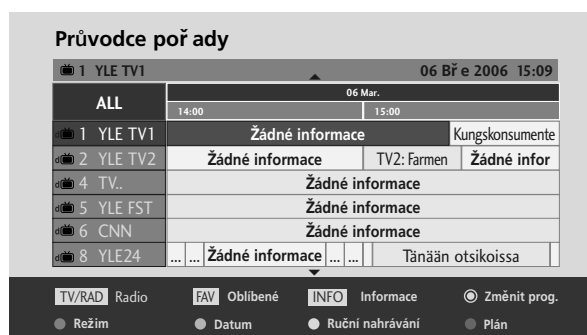 Průvodce poř ady
1 YLE TV1 06 Bř e 2006 15:09
ALL 06 Mar.
14:00 15:00
1 YLE TV1 Žádné informace Kungskonsumente
2 YLE TV2 Žádné informace TV2: Farmen Žádné infor
4 TV.. Žádné informace
5 YLE FST Žádné informace
6 CNN Žádné informace
8 YLE24 ... ... Žádné informace ... ... Tänään otsikoissa
TV/RAD Radio FAV Oblíbené INFO Informace Změnit prog.
Režim Datum Ruční nahrávání Plán